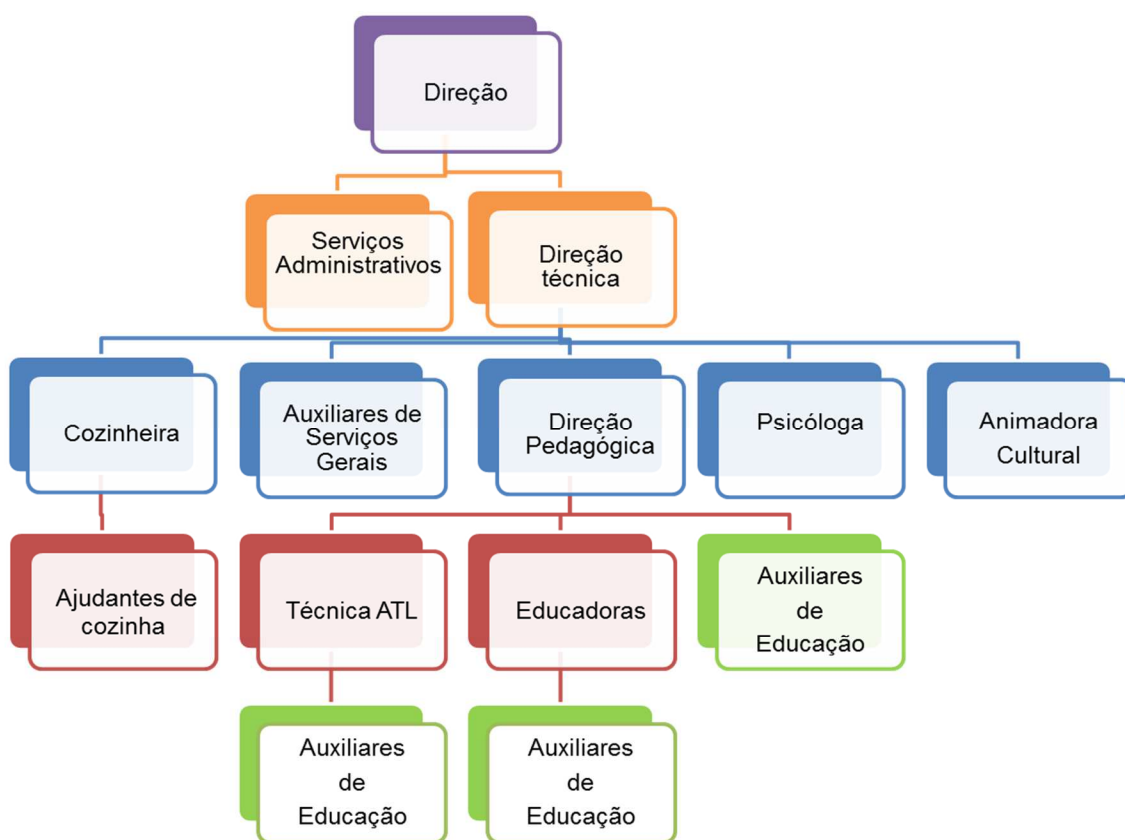 Direção
Serviços
Administrativos
Direção
técnica
Cozinheira
Auxiliares de
Serviços
Gerais
Direção
Pedagógica
Psicóloga
Animadora
Cultural
Ajudantes de
cozinha
Técnica ATL
Educadoras
Auxiliares
de
Educação
Auxiliares
de
Educação
Auxiliares
de
Educação